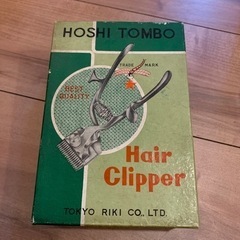 HOSHI TOMBO
TRADE MARK
BEST
QUALITY
Hair
Clipper
TOKYO RIKI CO., LTD.